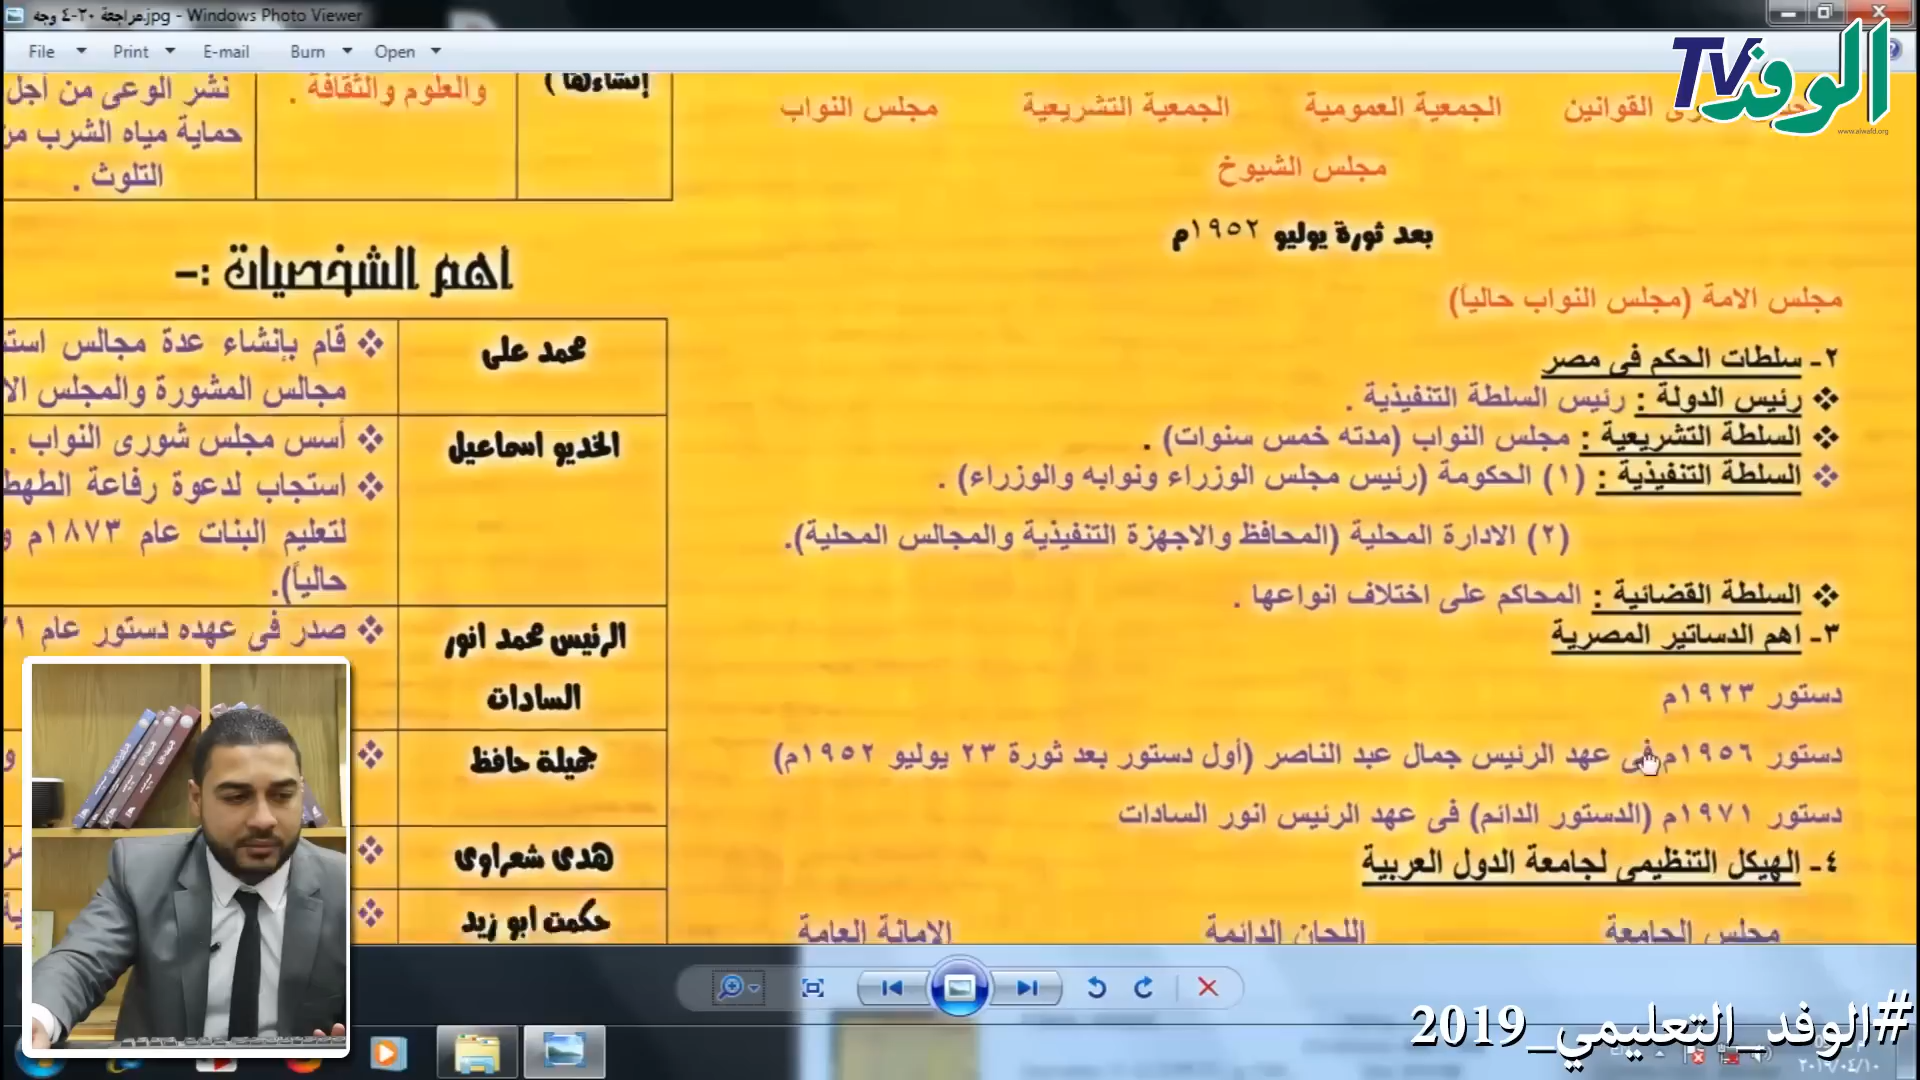 مراجعة ٢٠-٤ وجه.jpg - Windows Photo Viewer
File Print E-mail Burn Open
الوفد TV
www.alwafd.org
القوانين الجمعية العمومية الجمعية التشريعية مجلس النواب
مجلس الشيوخ
بعد ثورة يوليو ١٩٥٢م
مجلس الامة (مجلس النواب حالياً)
٢- سلطات الحكم فى مصر
❖ رئيس الدولة : رئيس السلطة التنفيذية .
❖ السلطة التشريعية : مجلس النواب (مدته خمس سنوات) .
❖ السلطة التنفيذية : (١) الحكومة (رئيس مجلس الوزراء ونوابه والوزراء) .
(٢) الادارة المحلية (المحافظ والاجهزة التنفيذية والمجالس المحلية).
❖ السلطة القضائية : المحاكم على اختلاف انواعها .
٣- اهم الدساتير المصرية
دستور ١٩٢٣م
دستور ١٩٥٦م فى عهد الرئيس جمال عبد الناصر (أول دستور بعد ثورة ٢٣ يوليو ١٩٥٢م)
دستور ١٩٧١م (الدستور الدائم) فى عهد الرئيس انور السادات
٤- الهيكل التنظيمى لجامعة الدول العربية
مجلس الجامعة اللجان الدائمة الامانة العامة
إنشاءها )
والعلوم والثقافة .
نشر الوعى من أجل
حماية مياه الشرب من
التلوث .
اهم الشخصيات :-
محمد على
❖ قام بإنشاء عدة مجالس
مجالس المشورة والمجلس
الخديو اسماعيل
❖ أسس مجلس شورى النواب .
❖ استجاب لدعوة رفاعة
لتعليم البنات عام ١٨٧٣م
حالياً).
الرئيس محمد انور
السادات
❖ صدر فى عهده دستور عام
جميلة حافظ
هدى شعراوى
حكمت ابو زيد
#الوفد_التعليمي_2019
٢٠١٩/٠٤/١٠